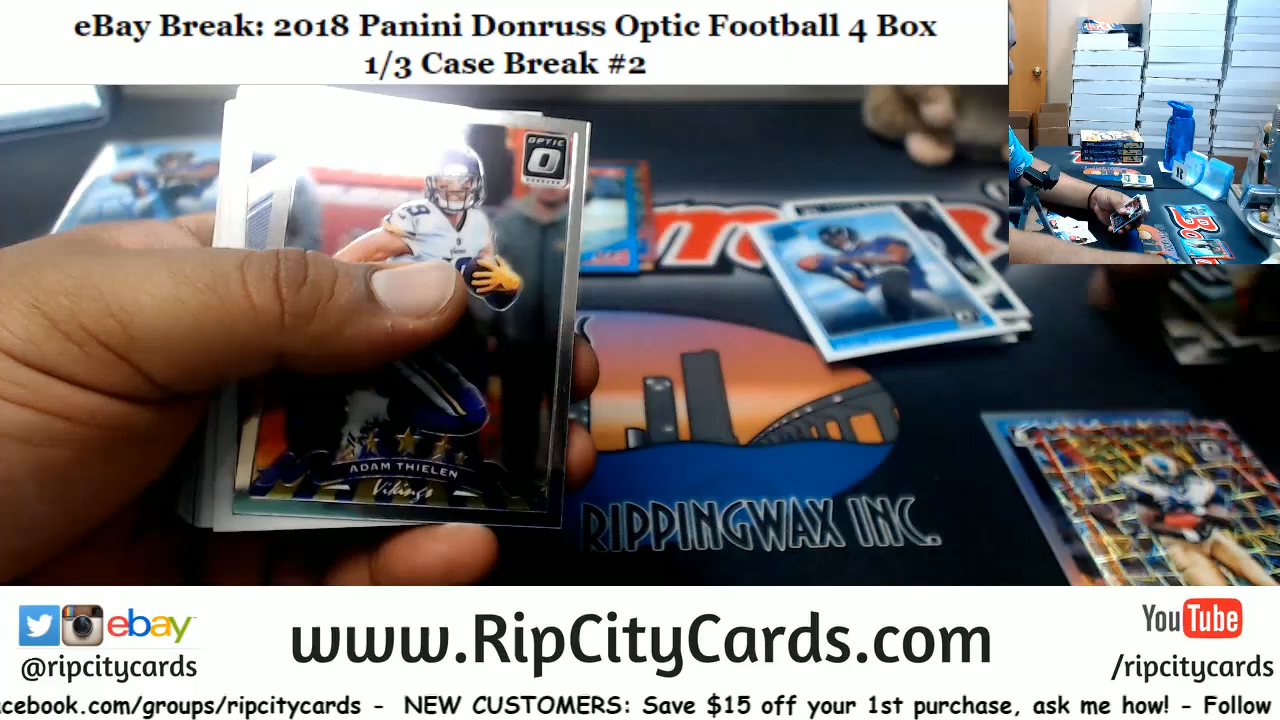 eBay Break: 2018 Panini Donruss Optic Football 4 Box
1/3 Case Break #2
OPTIC
DONRUSS
ADAM THIELEN
Vikings
RIPPINGWAX INC.
ebay
@ripcitycards
www.RipCityCards.com
YouTube
/ripcitycards
cebook.com/groups/ripcitycards - NEW CUSTOMERS: Save $15 off your 1st purchase, ask me how! - Follow